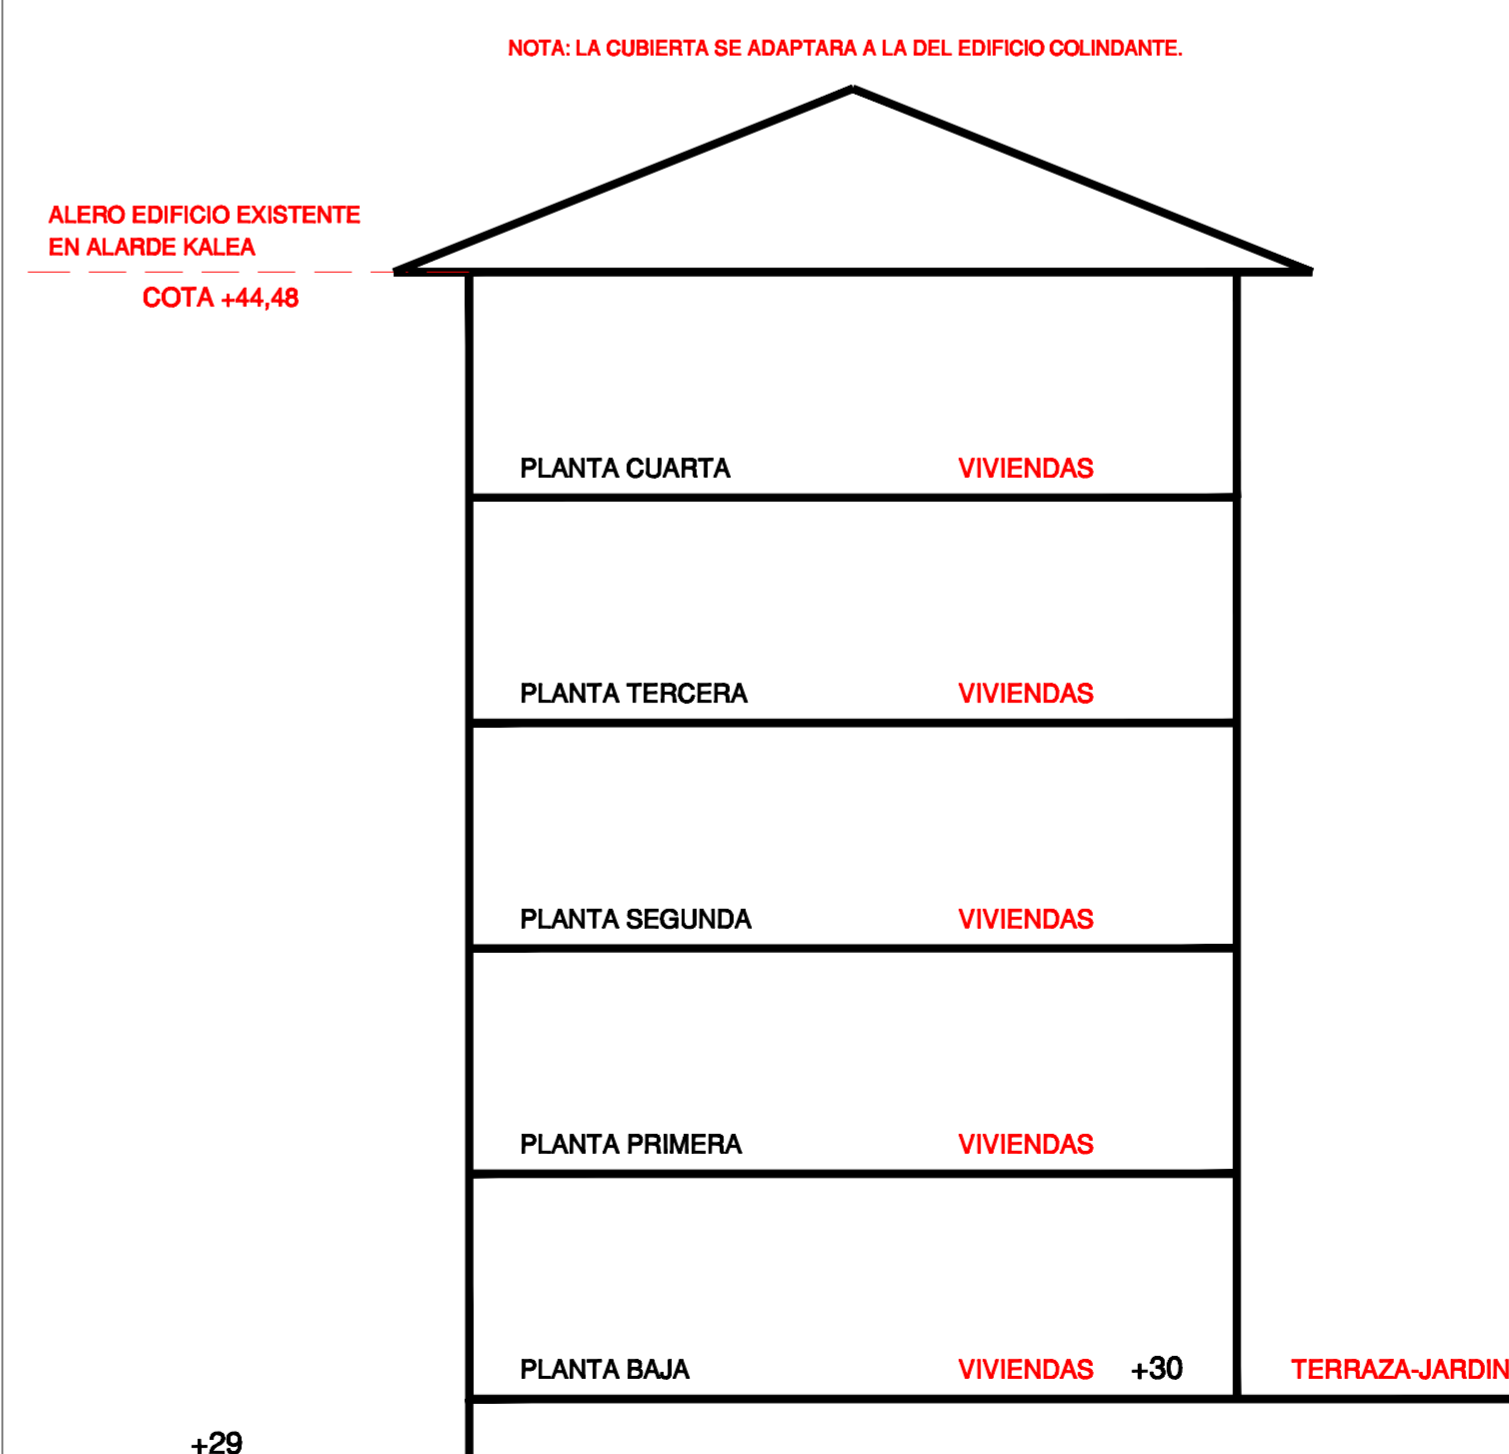 NOTA: LA CUBIERTA SE ADAPTARA A LA DEL EDIFICIO COLINDANTE.
ALERO EDIFICIO EXISTENTE
EN ALARDE KALEA
COTA +44,48
PLANTA CUARTA VIVIENDAS
PLANTA TERCERA VIVIENDAS
PLANTA SEGUNDA VIVIENDAS
PLANTA PRIMERA VIVIENDAS
PLANTA BAJA VIVIENDAS +30 TERRAZA-JARDIN
+29